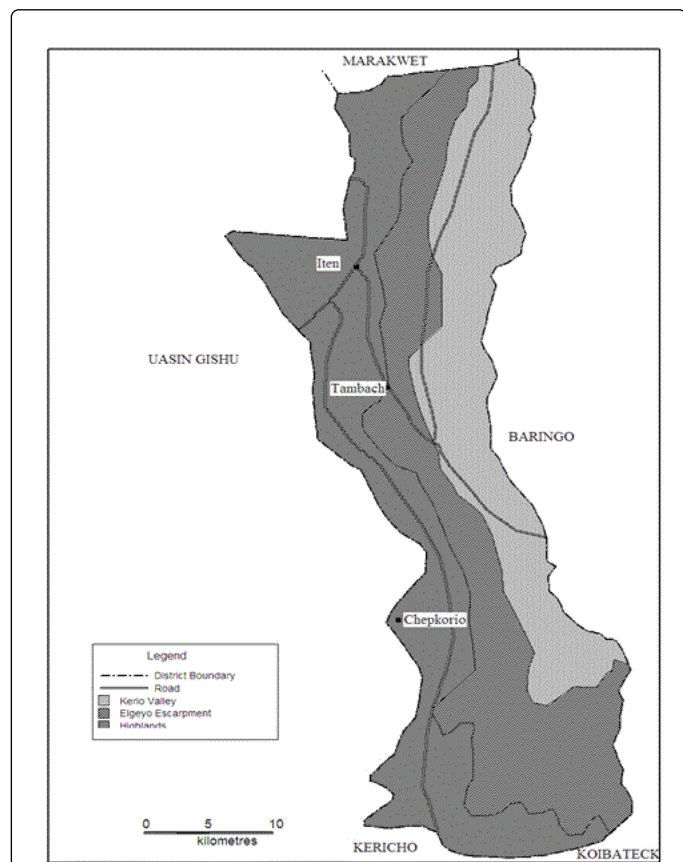 MARAKWET
Iten
UASIN GISHU
Tambach
BARINGO
Chepkorio
Legend
District Boundary
Road
Kerio Valley
Elgeyo Escarpment
Highlands
0 5 10
kilometres
KERICHO
KOIBATECK